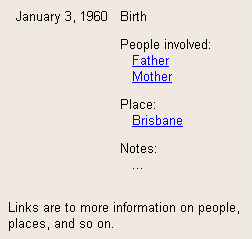 January 3, 1960 Birth
People involved:
Father
Mother
Place:
Brisbane
Notes:
...
Links are to more information on people,
places, and so on.